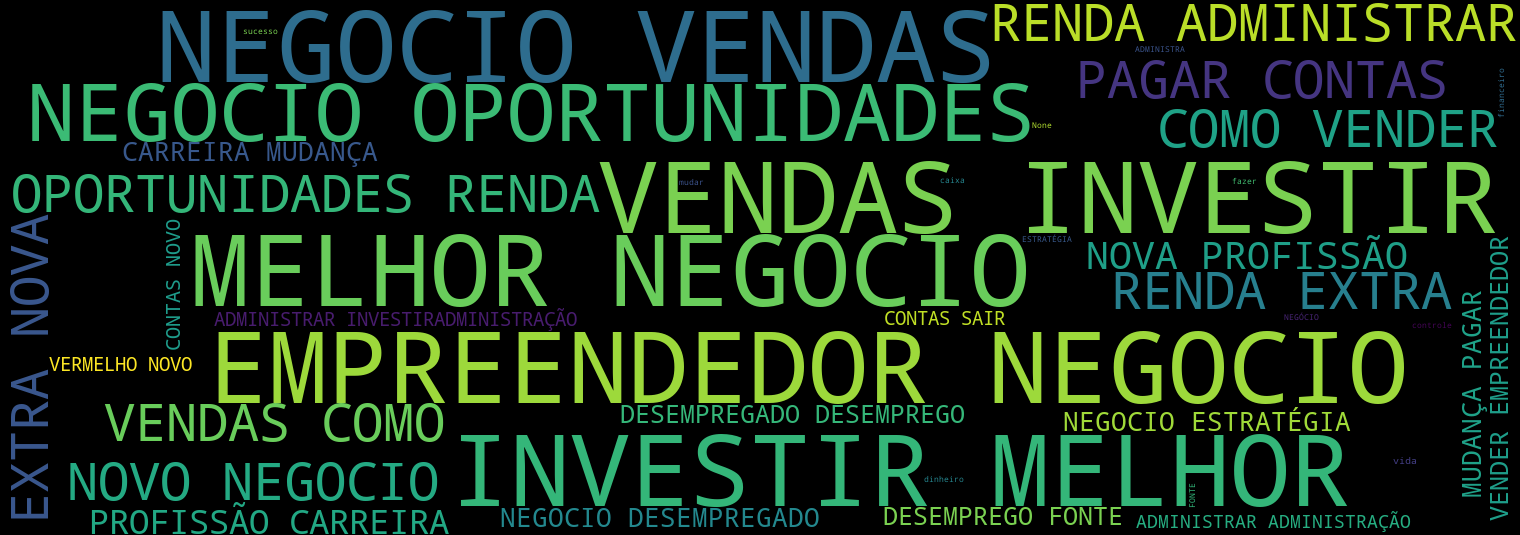 NEGOCIO VENDAS
sucesso
RENDA ADMINISTRAR
ADMINISTRA
PAGAR CONTAS
financeiro
NEGOCIO OPORTUNIDADES
None
COMO VENDER
CARREIRA MUDANÇA
OPORTUNIDADES RENDA
VENDAS INVESTIR
mudar
caixa
fazer
EXTRA NOVA
CONTAS NOVO
MELHOR NEGOCIO
ESTRATÉGIA
NOVA PROFISSÃO
RENDA EXTRA
ADMINISTRAR INVESTIRADMINISTRAÇÃO
CONTAS SAIR
NEGÓCIO
controle
VERMELHO NOVO
EMPREENDEDOR NEGOCIO
MUDANÇA PAGAR
VENDER EMPREENDEDOR
VENDAS COMO
DESEMPREGADO DESEMPREGO
NEGOCIO ESTRATÉGIA
NOVO NEGOCIO
INVESTIR MELHOR
vida
dinheiro
FONTE
PROFISSÃO CARREIRA
NEGOCIO DESEMPREGADO
DESEMPREGO FONTE
ADMINISTRAR ADMINISTRAÇÃO